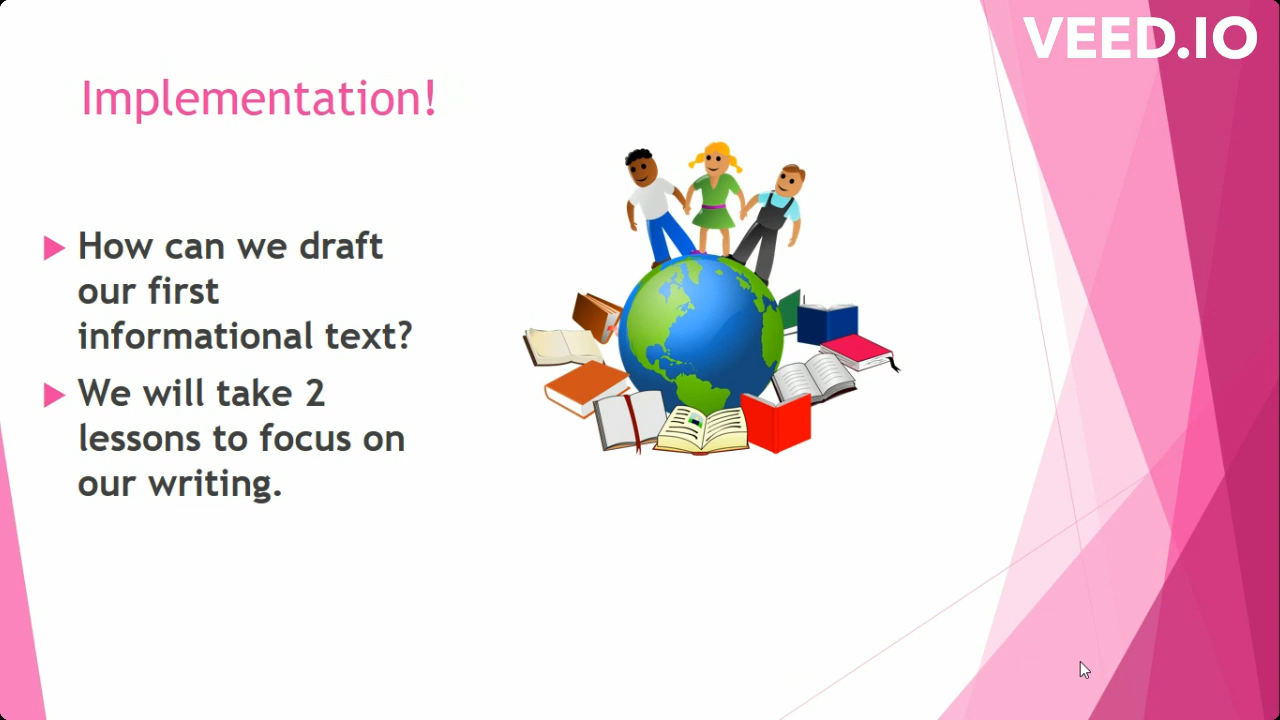 VEED.IO
Implementation!
How can we draft
our first
informational text?
We will take 2
lessons to focus on
our writing.